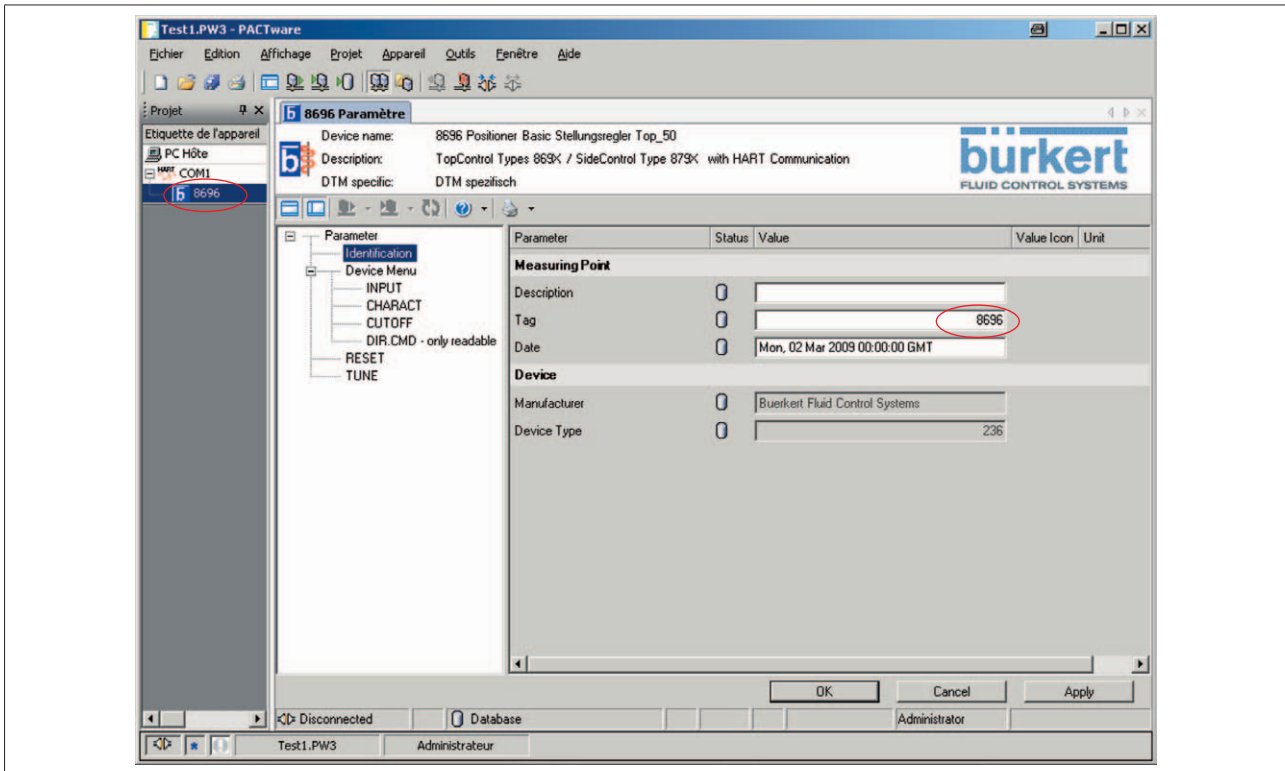 Test1.PW3 - PACTware
Fichier Edition Affichage Projet Appareil Outils Fenêtre Aide
Projet
Etiquette de l'appareil
PC Hôte
HART COM1
8696
8696 Paramètre
Device name: 8696 Positioner Basic Stellungsregler Top_50
Description: TopControl Types 869X / SideControl Type 879X with HART Communication
DTM specific: DTM spezifisch
burkert
FLUID CONTROL SYSTEMS
Parameter
Identification
Device Menu
INPUT
CHARACT
CUTOFF
DIR.CMD - only readable
RESET
TUNE
Parameter Status Value Value Icon Unit
Measuring Point
Description
Tag 8696
Date Mon, 02 Mar 2009 00:00:00 GMT
Device
Manufacturer Buerkert Fluid Control Systems
Device Type 236
OK Cancel Apply
Disconnected Database Administrator
Test1.PW3 Administrateur